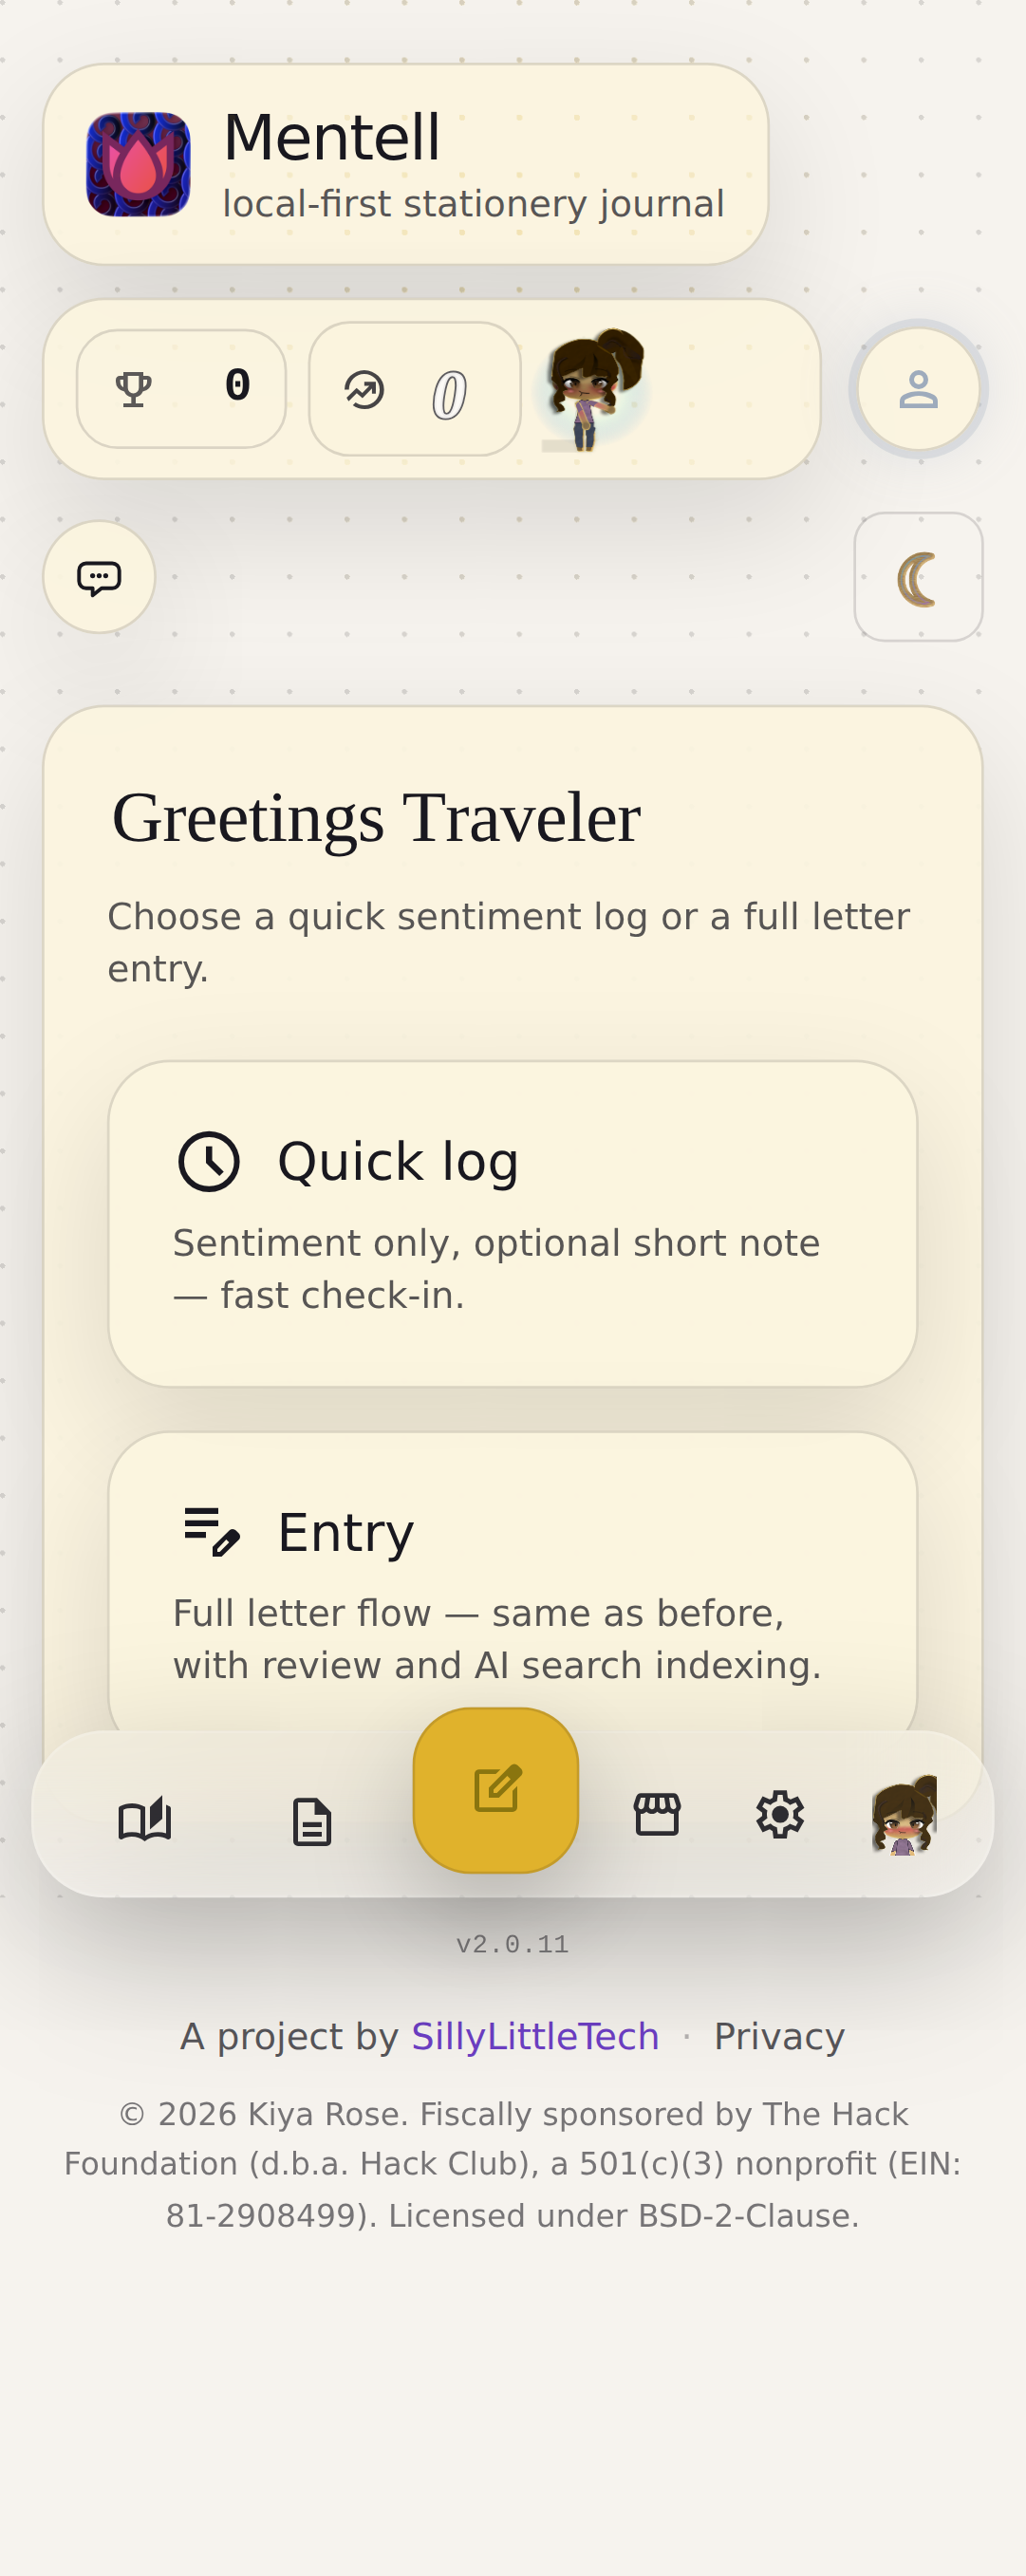 Mentell
local-first stationery journal
0
0
Greetings Traveler
Choose a quick sentiment log or a full letter
entry.
Quick log
Sentiment only, optional short note
— fast check-in.
Entry
Full letter flow — same as before,
with review and AI search indexing.
v2.0.11
A project by SillyLittleTech · Privacy
© 2026 Kiya Rose. Fiscally sponsored by The Hack
Foundation (d.b.a. Hack Club), a 501(c)(3) nonprofit (EIN:
81-2908499). Licensed under BSD-2-Clause.